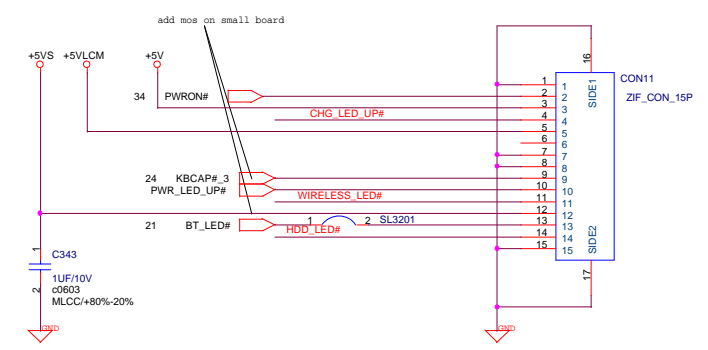 add mos on small board
+5VS
+5VLCM
+5V
16
CON11
SIDE1
ZIF_CON_15P
34
PWRON#
1
1
2
2
3
3
CHG_LED_UP#
4
4
5
5
6
6
7
7
8
8
24
KBCAP#_3
9
9
PWR_LED_UP#
10
10
WIRELESS_LED#
11
11
12
12
21
BT_LED#
1
2
SL3201
13
13
HDD_LED#
14
14
15
15
SIDE2
17
1
C343
1UF/10V
2
c0603
MLCC/+80%-20%
GND
GND